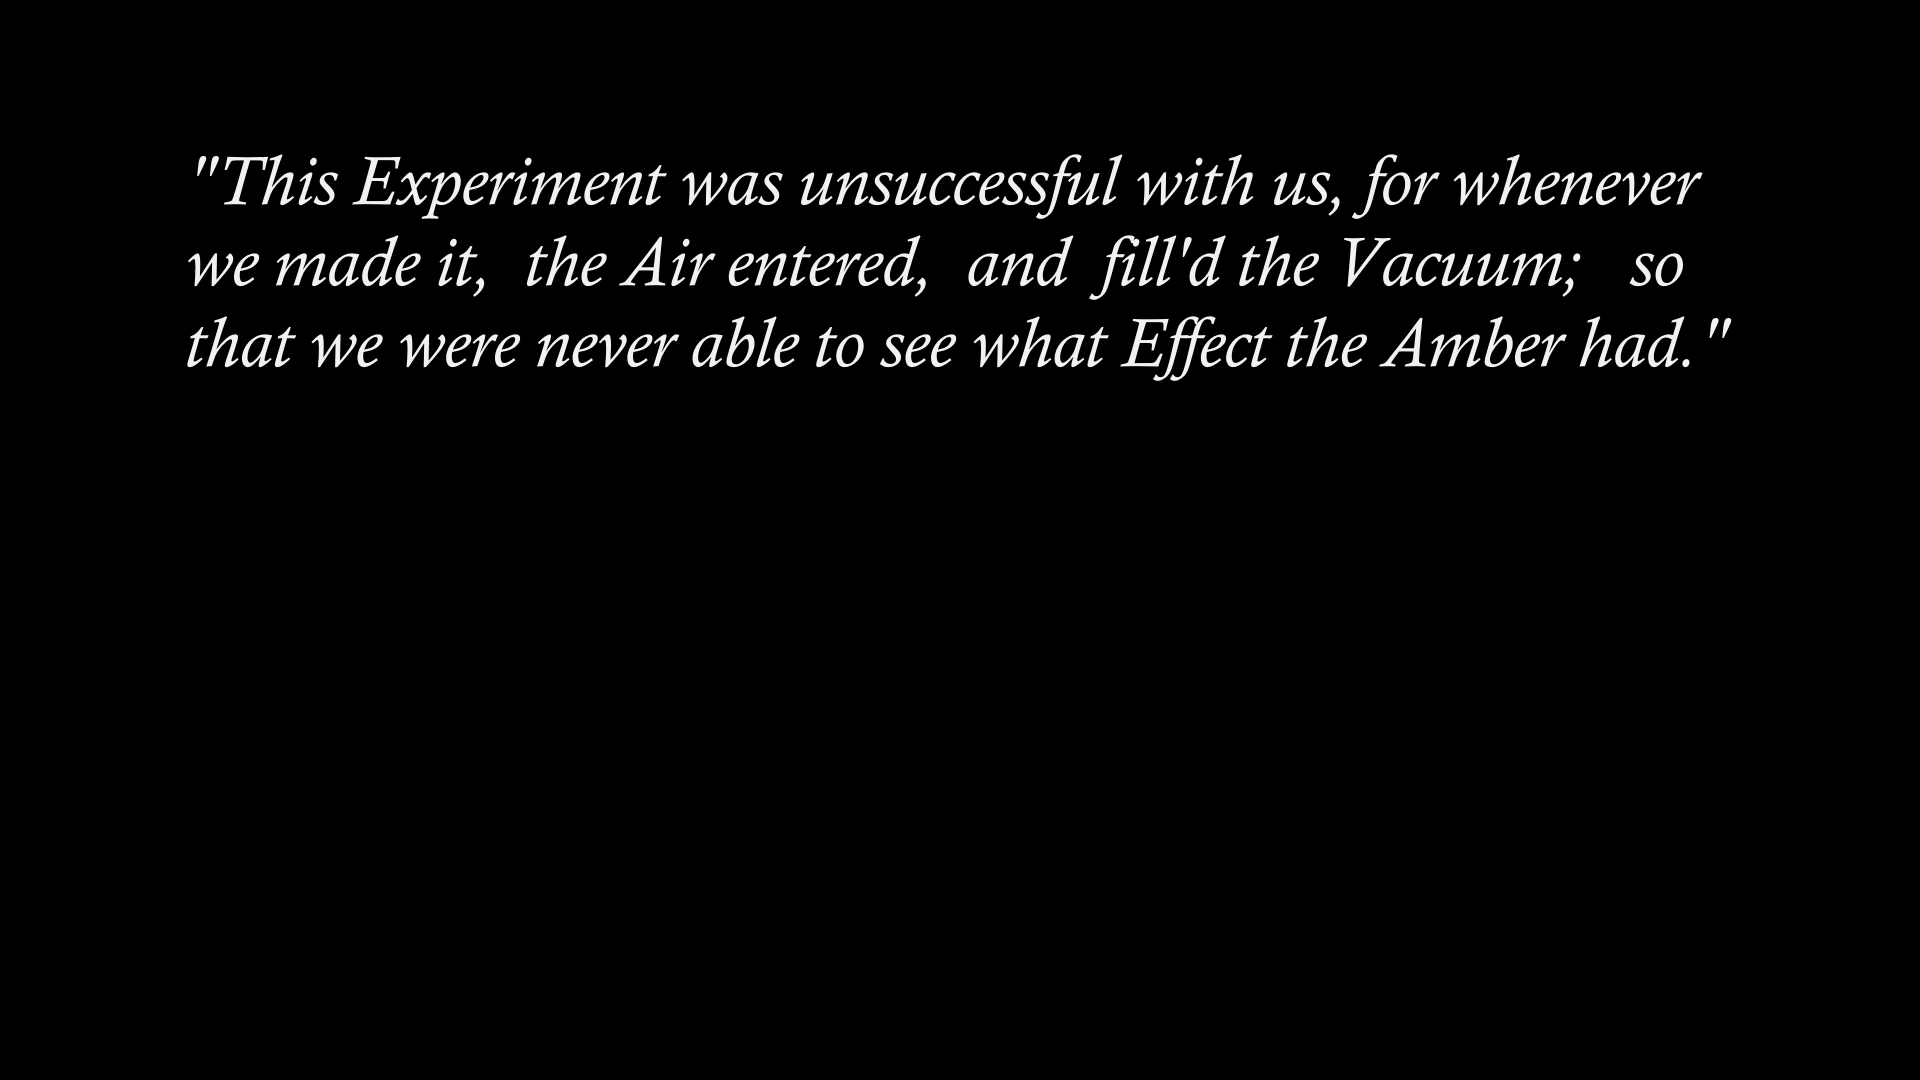 "This Experiment was unsuccessful with us, for whenever
we made it,  the Air entered,  and  fill'd the Vacuum;   so
that we were never able to see what Effect the Amber had."